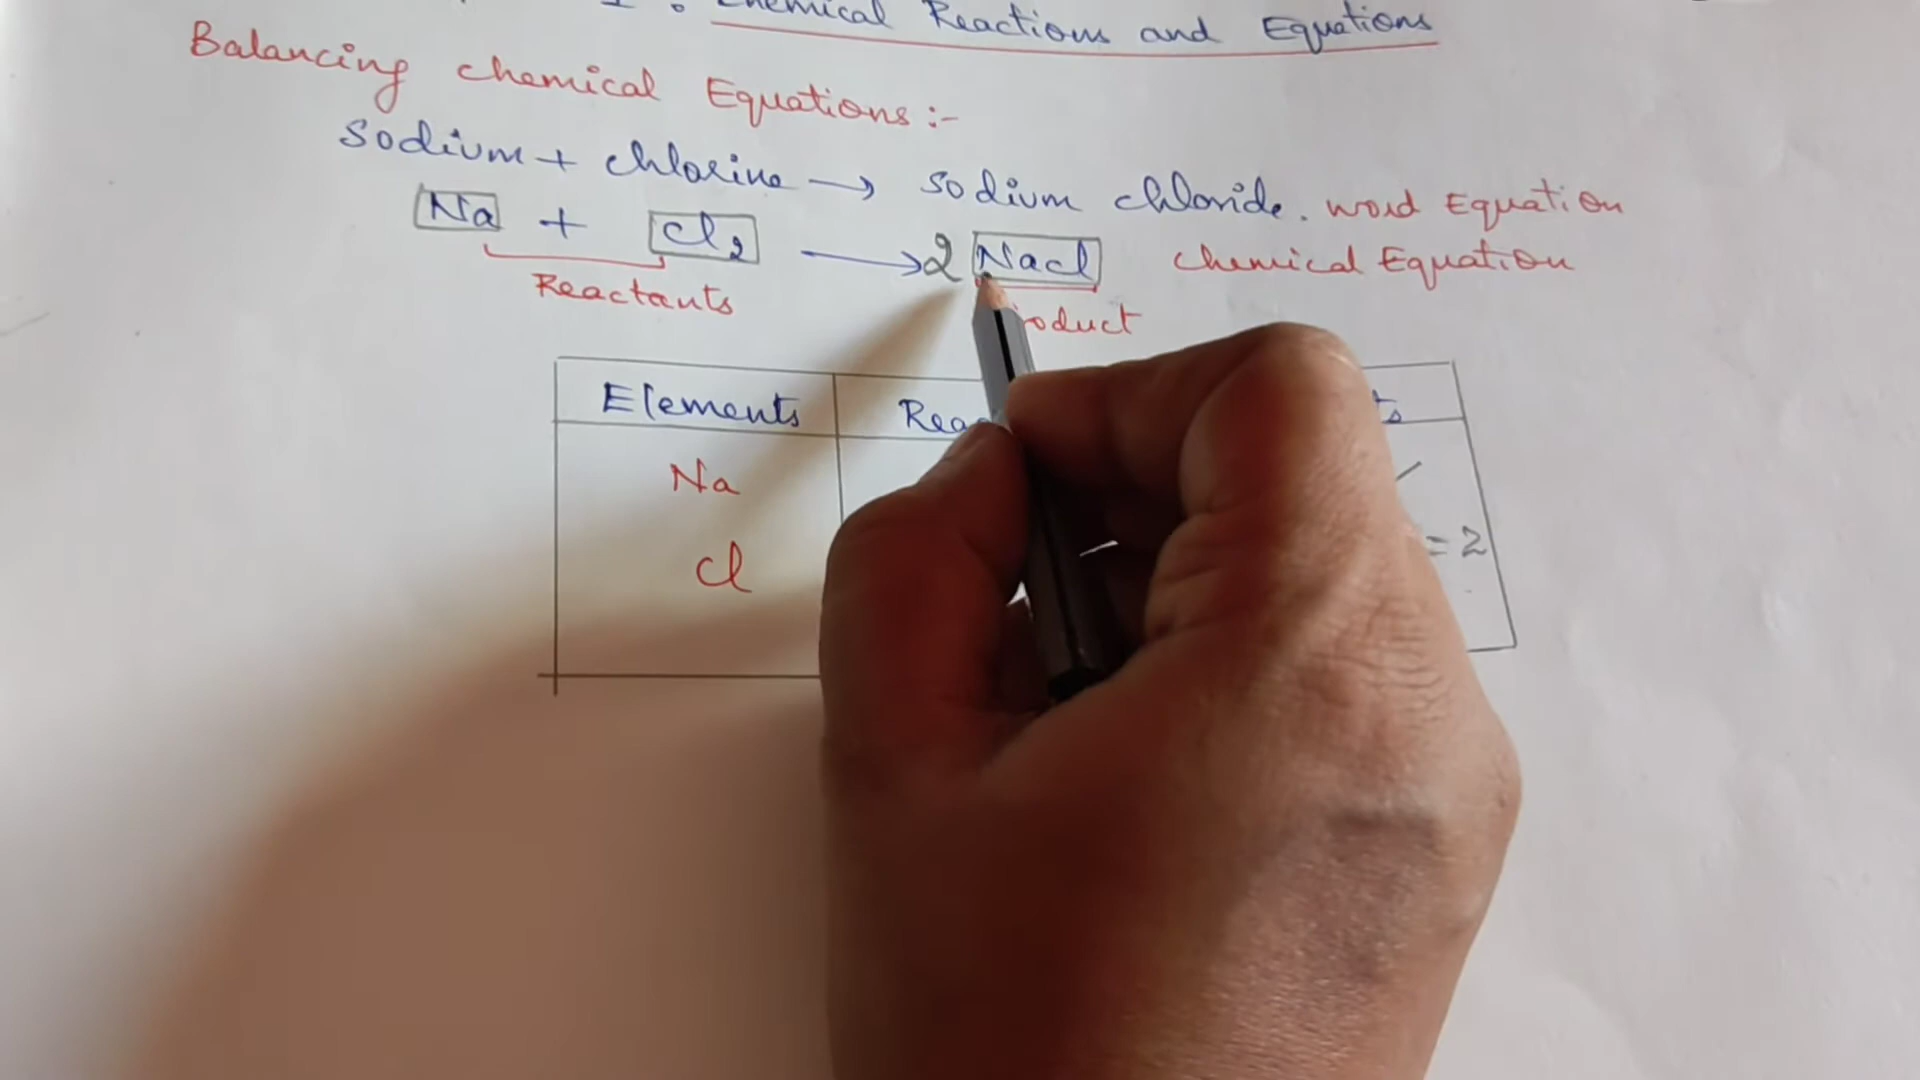 Chemical Reactions and Equations
Balancing chemical Equations :-
Sodium + chlorine → sodium chloride. word Equation
Na + Cl₂ → 2 Nacl chemical Equation
Reactants
Elements
Na
Cl
= 2